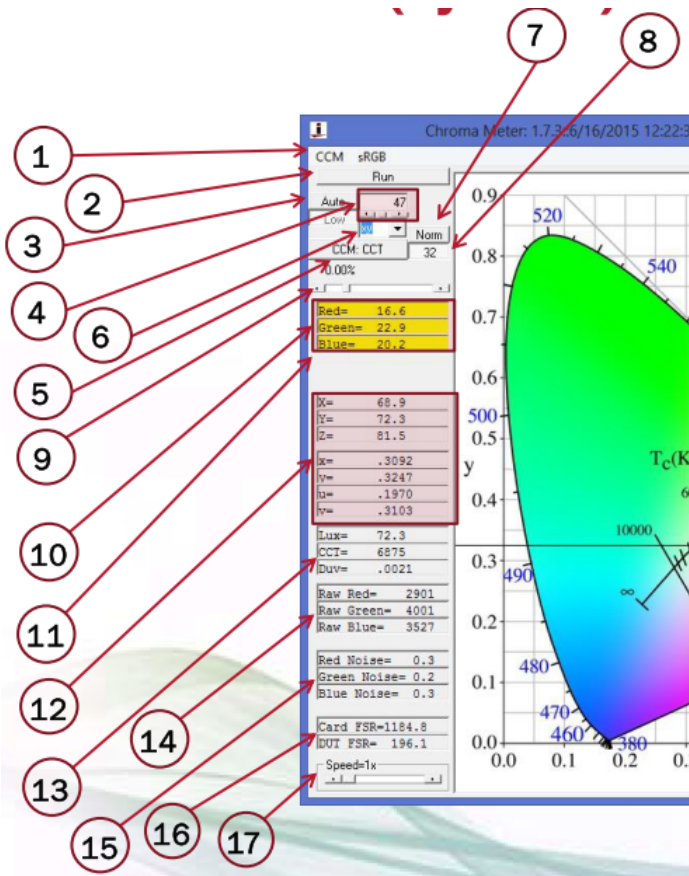 7
8
1
2
3
4
6
5
9
10
11
12
13
14
15
16
17
Chroma Meter: 1.7.3.:6/16/2015 12:22:3
CCM sRGB
Run
Auto 47
Low
xy
Norm
CCM: CCT 32
0.00%
Red= 16.6
Green= 22.9
Blue= 20.2
X= 68.9
Y= 72.3
Z= 81.5
x= .3092
y= .3247
u= .1970
v= .3103
Lux= 72.3
CCT= 6875
Duv= .0021
Raw Red= 2901
Raw Green= 4001
Raw Blue= 3527
Red Noise= 0.3
Green Noise= 0.2
Blue Noise= 0.3
Card FSR=1184.8
DUT FSR= 196.1
Speed=1x
0.9
520
0.8
540
0.7
0.6
500
0.5
y
Tc(K
0.4
10000
0.3
490
∞
0.2
480
0.1
470
460
380
0.0
0.0 0.1 0.2 0.3